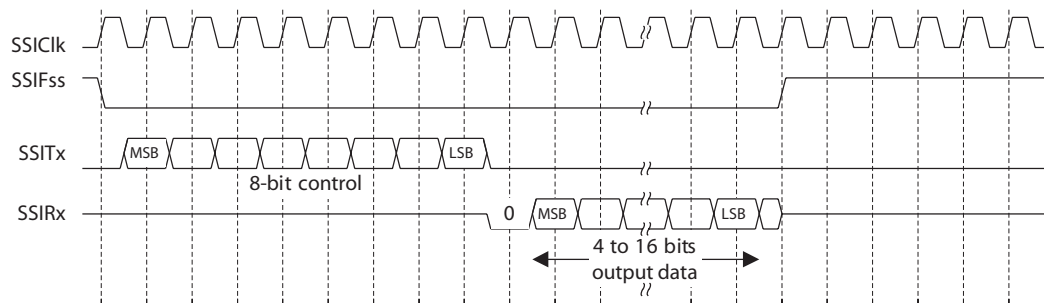 SSIClk
SSIFss
SSITx
MSB
LSB
8-bit control
SSIRx
0
MSB
LSB
4 to 16 bits
output data